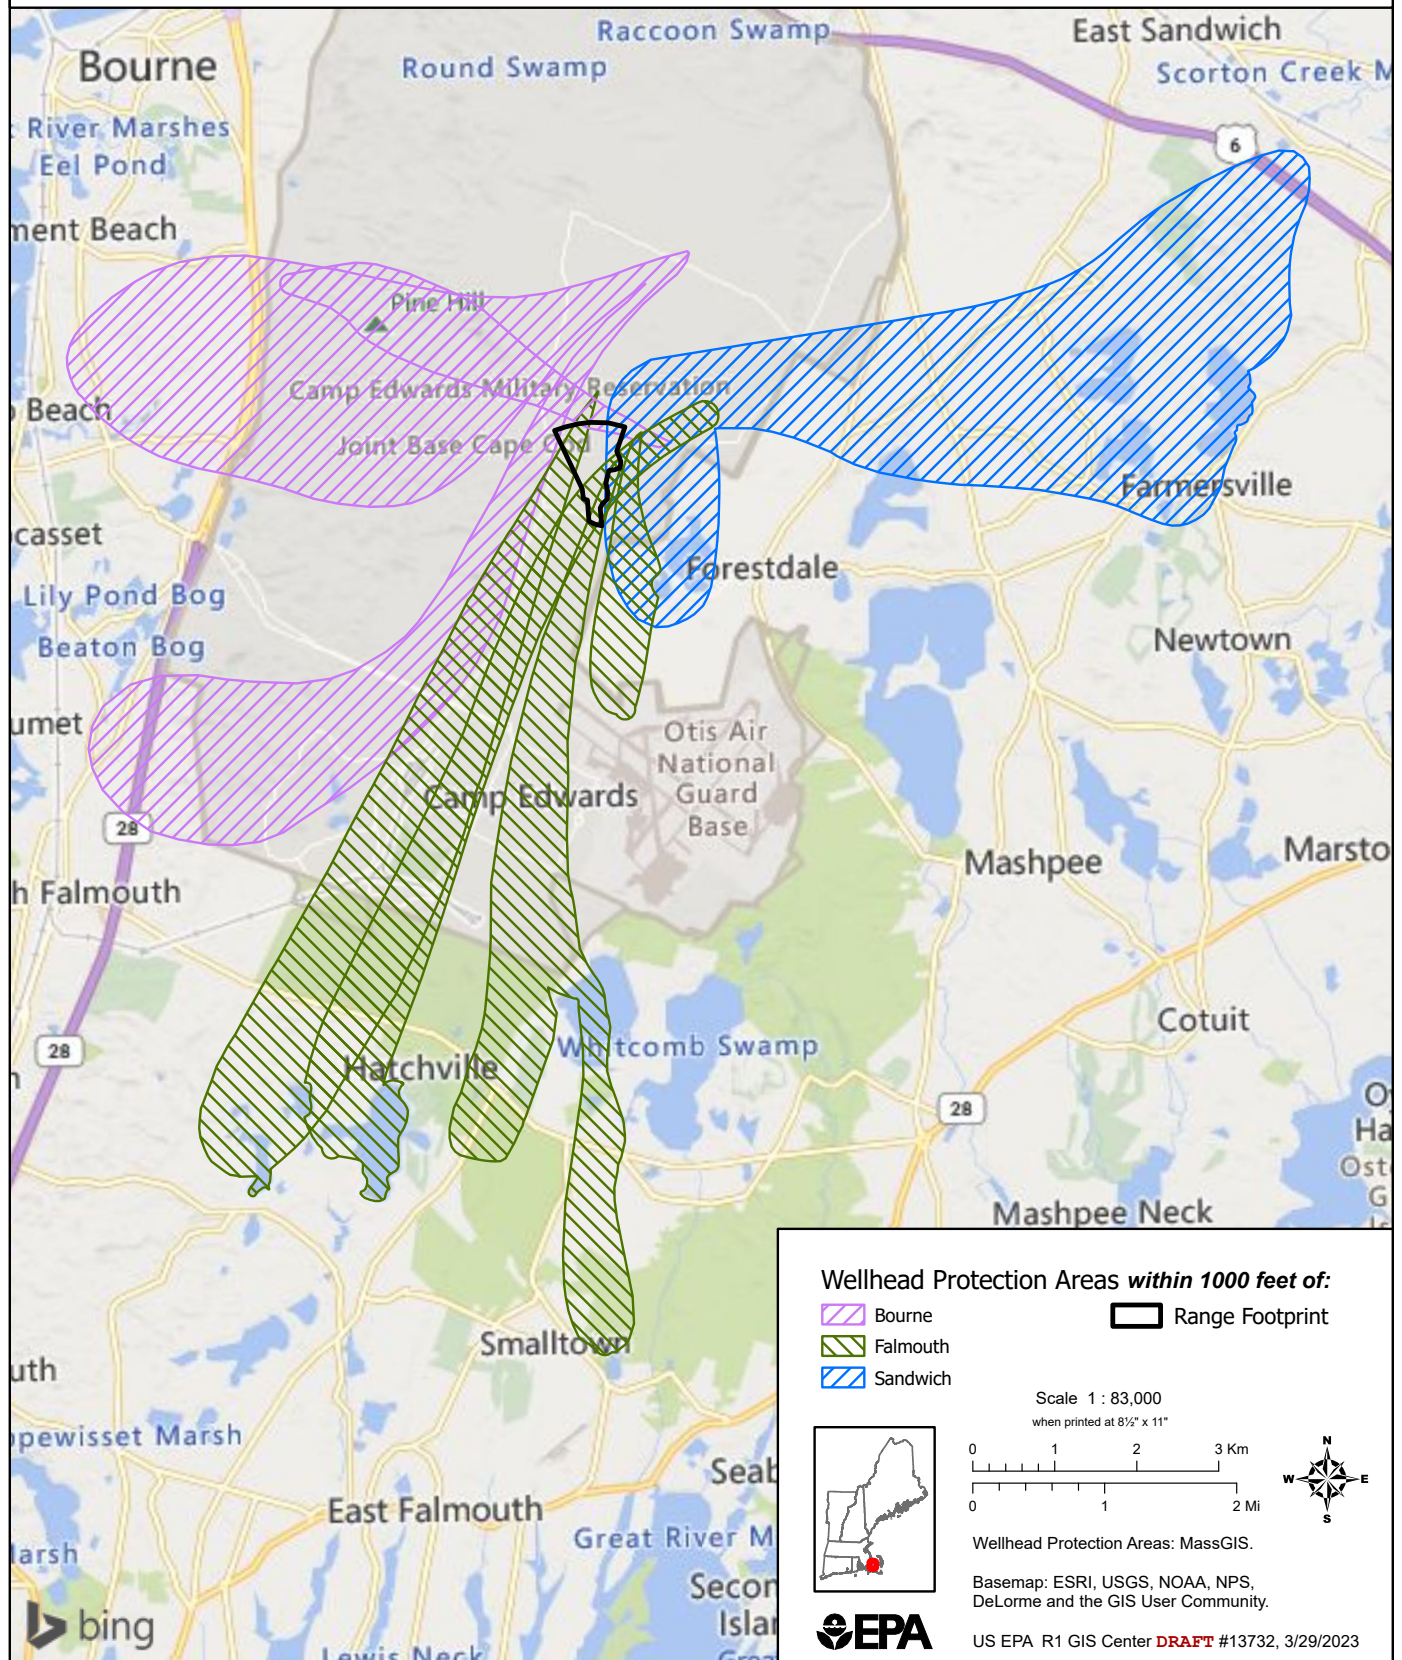 Raccoon Swamp
East Sandwich
Bourne
Round Swamp
Scorton Creek M
River Marshes
Eel Pond
6
ment Beach
Pine Hill
Camp Edwards Military Reservation
Beach
Joint Base Cape Cod
Farmersville
casset
Forestdale
Lily Pond Bog
Beaton Bog
Newtown
umet
Otis Air
National
Guard
Base
Camp Edwards
28
Mashpee
Marsto
h Falmouth
Cotuit
28
Whitcomb Swamp
Hatchville
28
Oy
Ha
Ost
G
Mashpee Neck
Smalltown
uth
pewisset Marsh
Seab
East Falmouth
Great River M
arsh
Secon
Islan
bing
Lewis Neck
Grea
Wellhead Protection Areas within 1000 feet of:
Bourne
Range Footprint
Falmouth
Sandwich
Scale 1 : 83,000
when printed at 8½" x 11"
0 1 2 3 Km
0 1 2 Mi
N
W E
S
Wellhead Protection Areas: MassGIS.
Basemap: ESRI, USGS, NOAA, NPS,
DeLorme and the GIS User Community.
EPA
US EPA R1 GIS Center DRAFT #13732, 3/29/2023